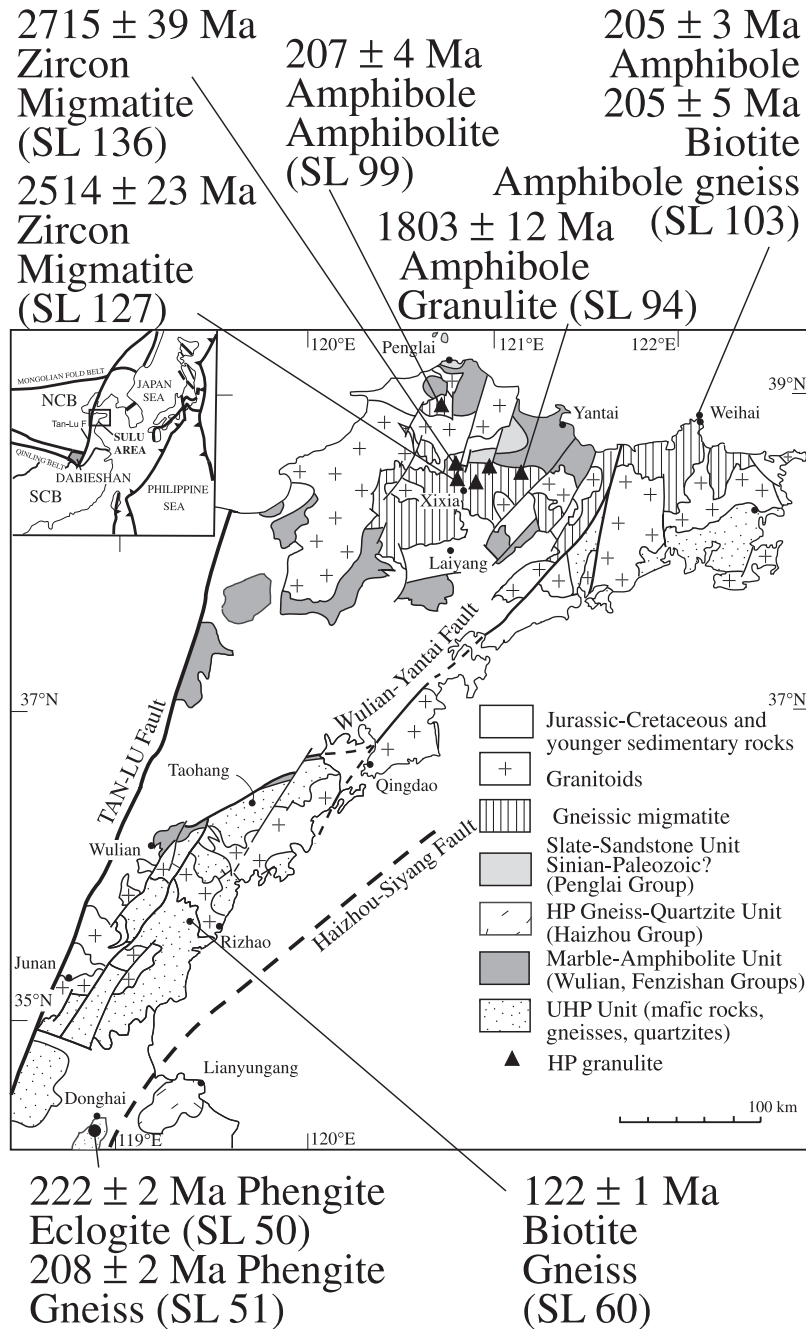 2715 ± 39 Ma
Zircon
Migmatite
(SL 136)
207 ± 4 Ma
Amphibole
Amphibolite
(SL 99)
205 ± 3 Ma
Amphibole
205 ± 5 Ma
Biotite
Amphibole gneiss
(SL 103)
2514 ± 23 Ma
Zircon
Migmatite
(SL 127)
1803 ± 12 Ma
Amphibole
Granulite (SL 94)
120°E
Penglai
121°E
122°E
39°N
MONGOLIAN FOLD BELT
NCB
JAPAN
SEA
Tan-Lu F
SULU
AREA
QINLING BELT
DABIESHAN
SCB
PHILIPPINE
SEA
Yantai
Weihai
Xixia
Laiyang
37°N
37°N
TAN-LU Fault
Wulian-Yantai Fault
Taohang
Qingdao
Wulian
Haizhou-Siyang Fault
Rizhao
Junan
35°N
Lianyungang
Donghai
119°E
120°E
Jurassic-Cretaceous and
younger sedimentary rocks
Granitoids
Gneissic migmatite
Slate-Sandstone Unit
Sinian-Paleozoic?
(Penglai Group)
HP Gneiss-Quartzite Unit
(Haizhou Group)
Marble-Amphibolite Unit
(Wulian, Fenzishan Groups)
UHP Unit (mafic rocks,
gneisses, quartzites)
HP granulite
100 km
222 ± 2 Ma Phengite
Eclogite (SL 50)
208 ± 2 Ma Phengite
Gneiss (SL 51)
122 ± 1 Ma
Biotite
Gneiss
(SL 60)